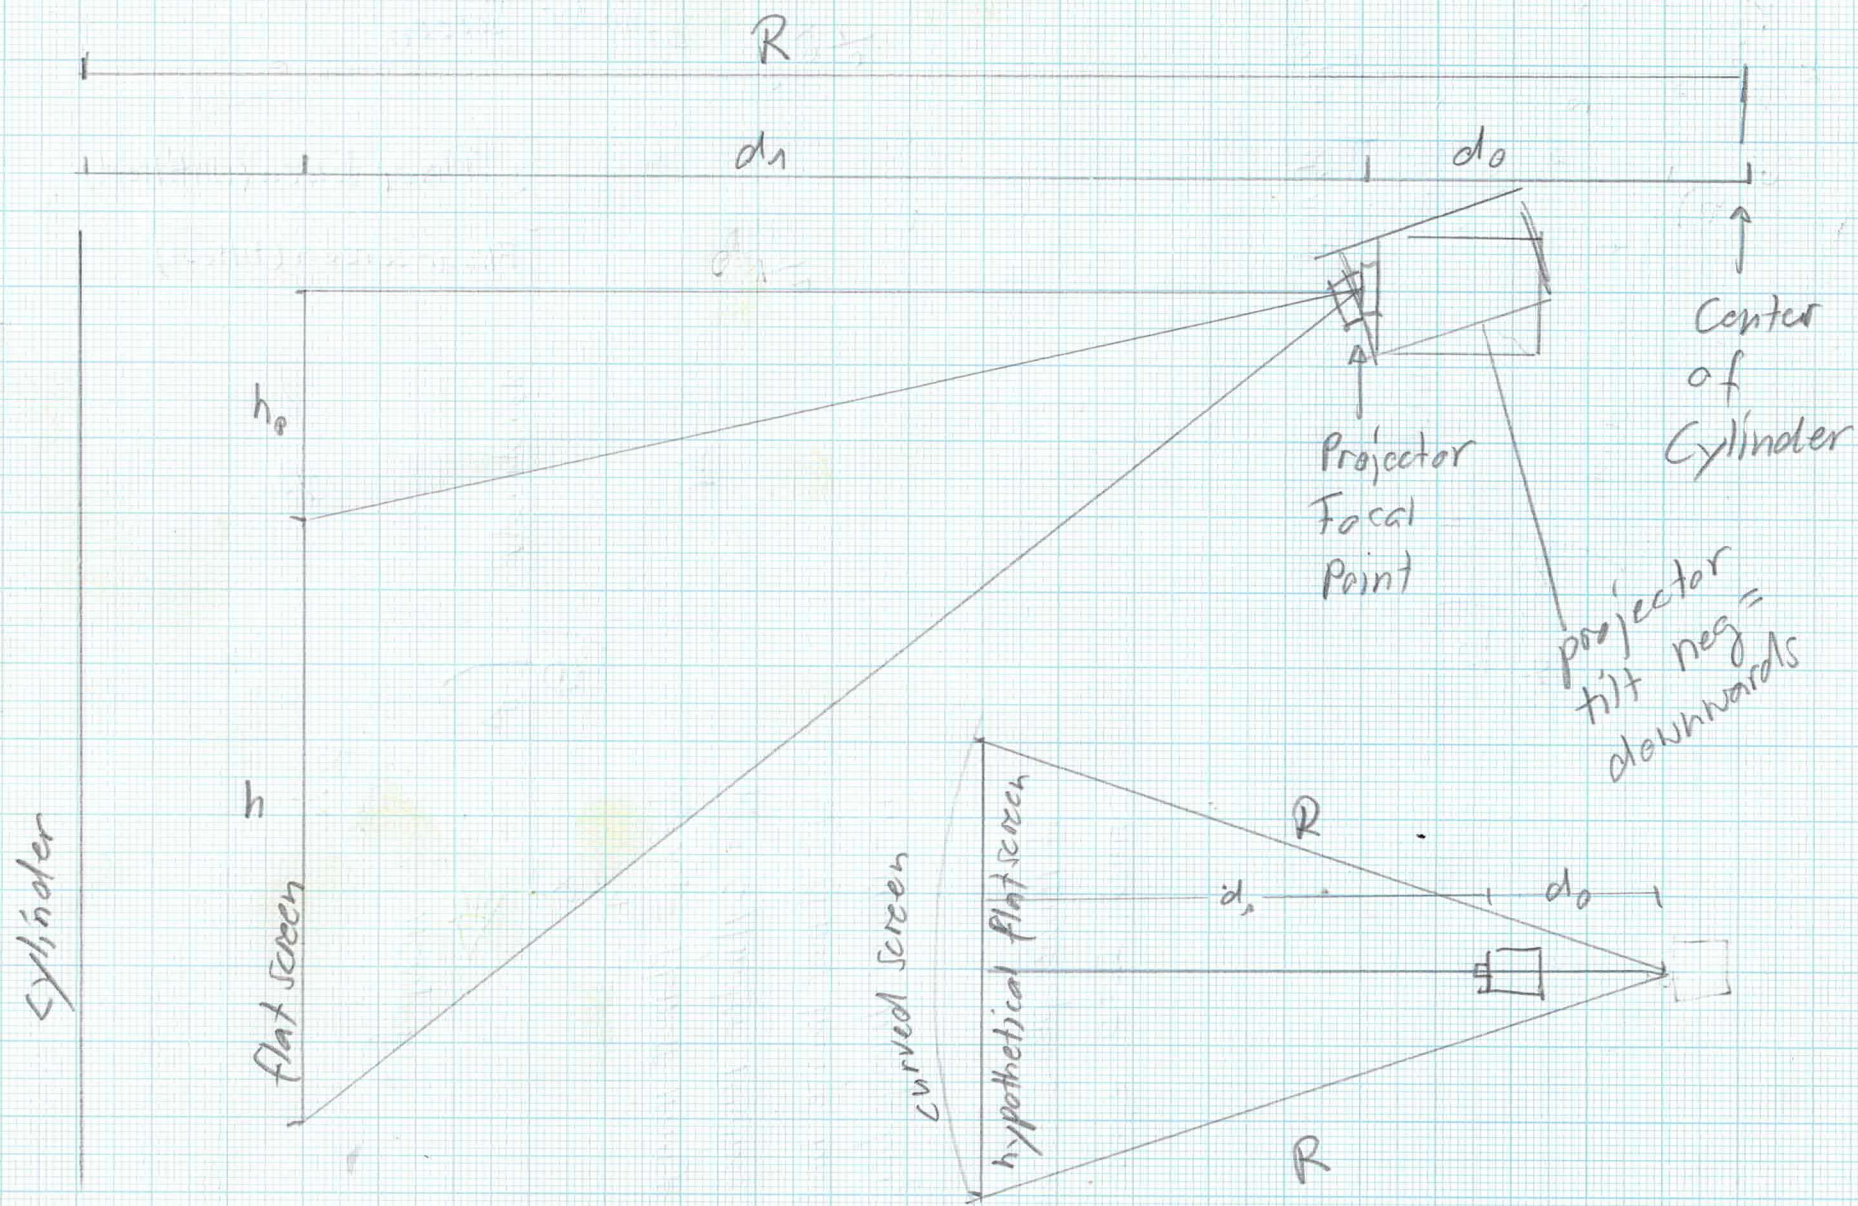 R
d1
d0
h0
h
Cylinder
flat screen
Projector
Focal
Point
Center
of
Cylinder
projector
tilt neg =
downwards
curved screen
hypothetical flat screen
R
d1
d0
R